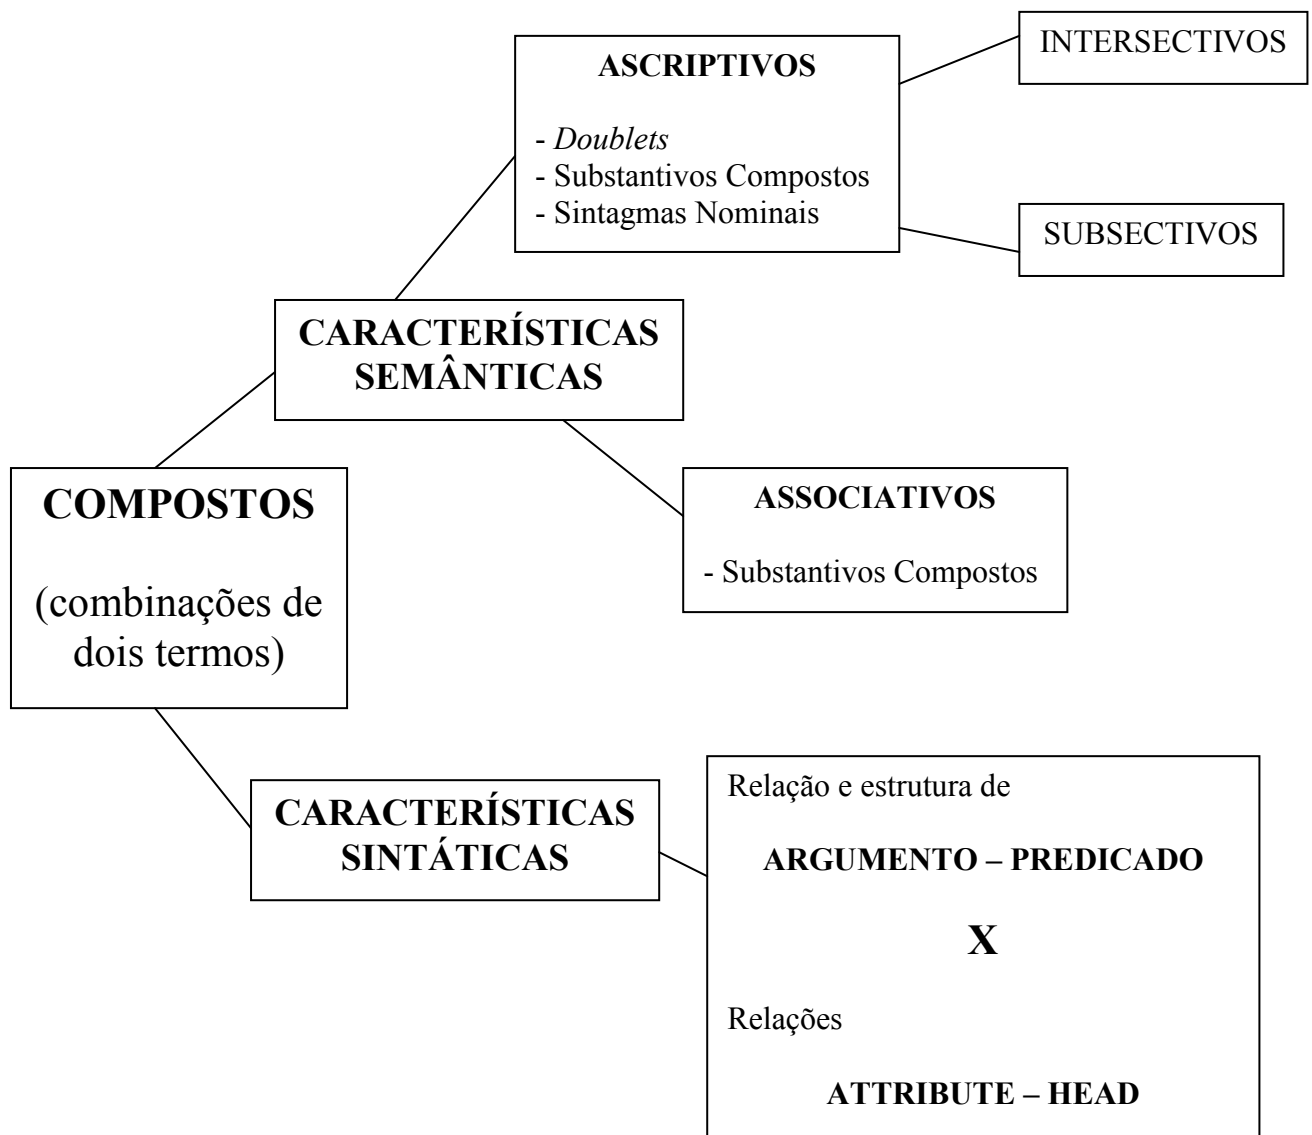 INTERSECTIVOS
ASCRIPTIVOS
- Doublets
- Substantivos Compostos
- Sintagmas Nominais
SUBSECTIVOS
CARACTERÍSTICAS
SEMÂNTICAS
COMPOSTOS
(combinações de
dois termos)
ASSOCIATIVOS
- Substantivos Compostos
CARACTERÍSTICAS
SINTÁTICAS
Relação e estrutura de
ARGUMENTO – PREDICADO
X
Relações
ATTRIBUTE – HEAD